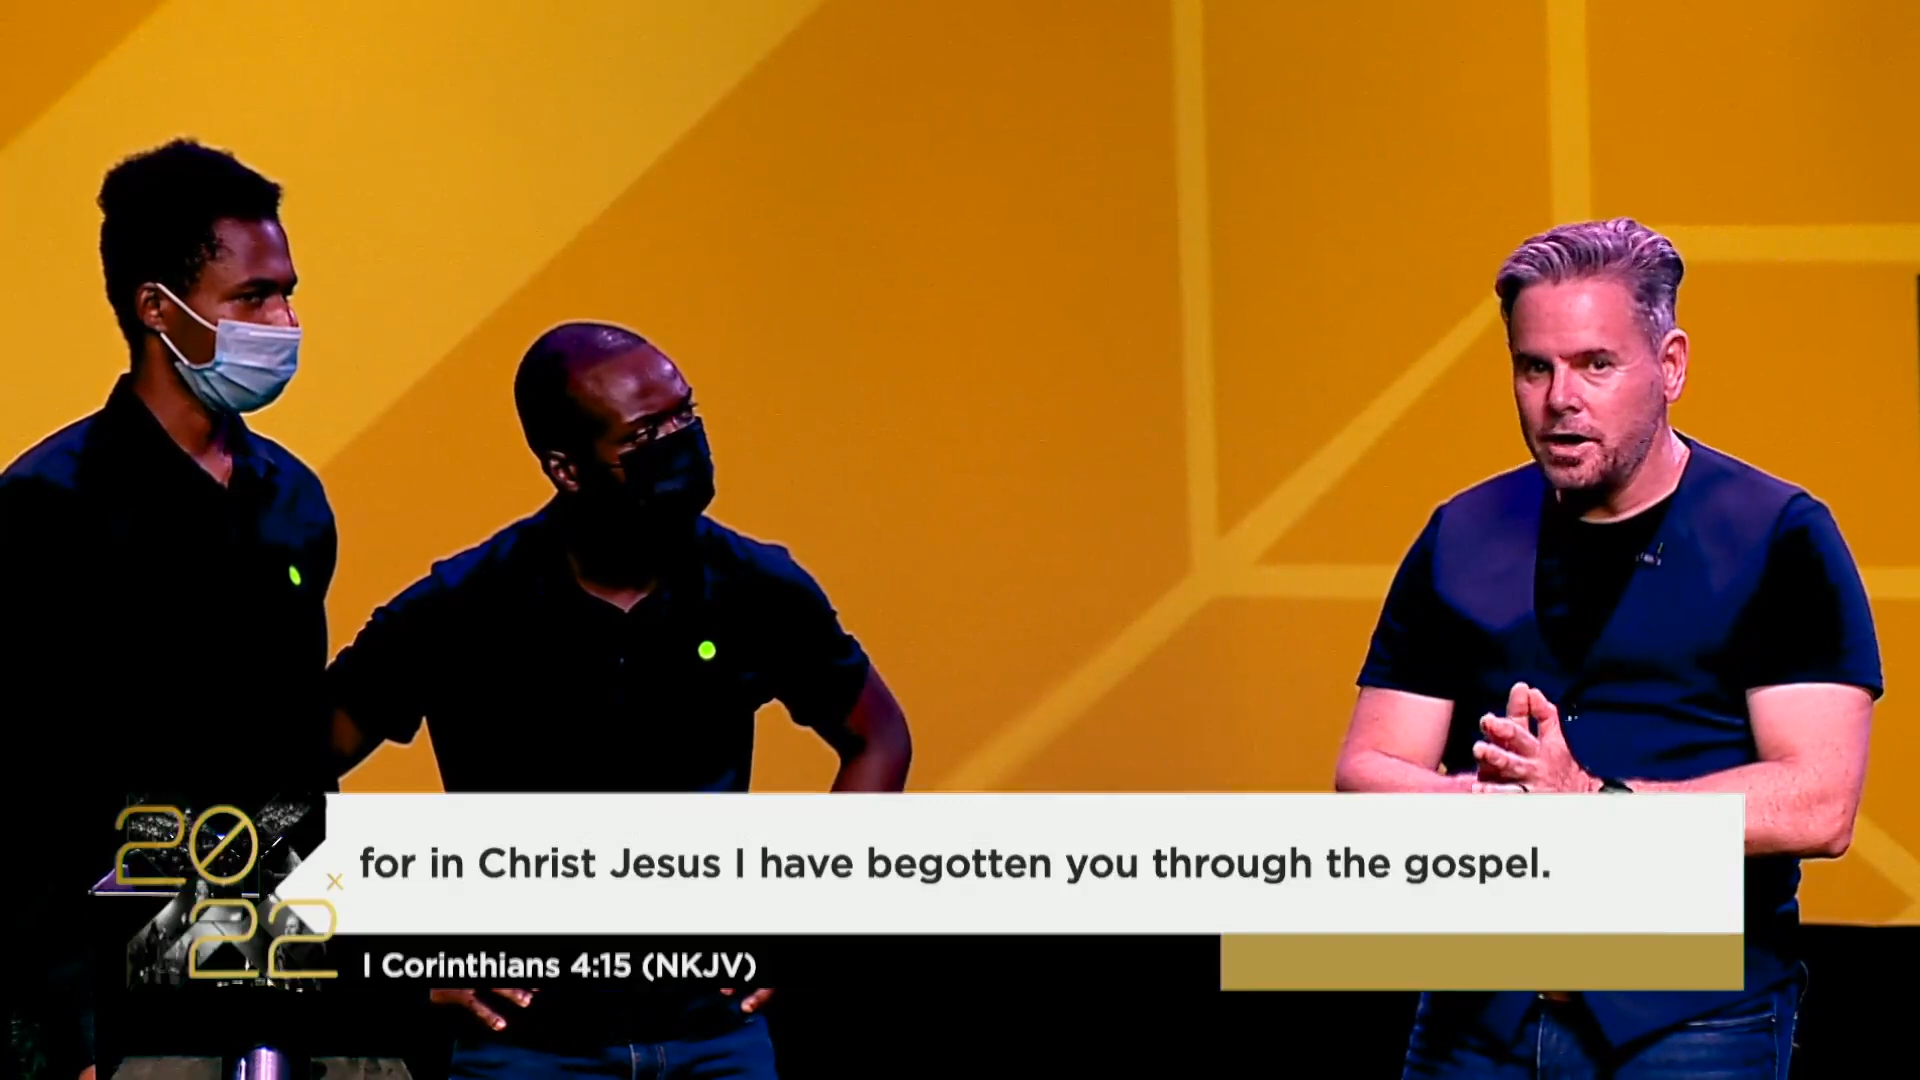 20
22
for in Christ Jesus I have begotten you through the gospel.
I Corinthians 4:15 (NKJV)